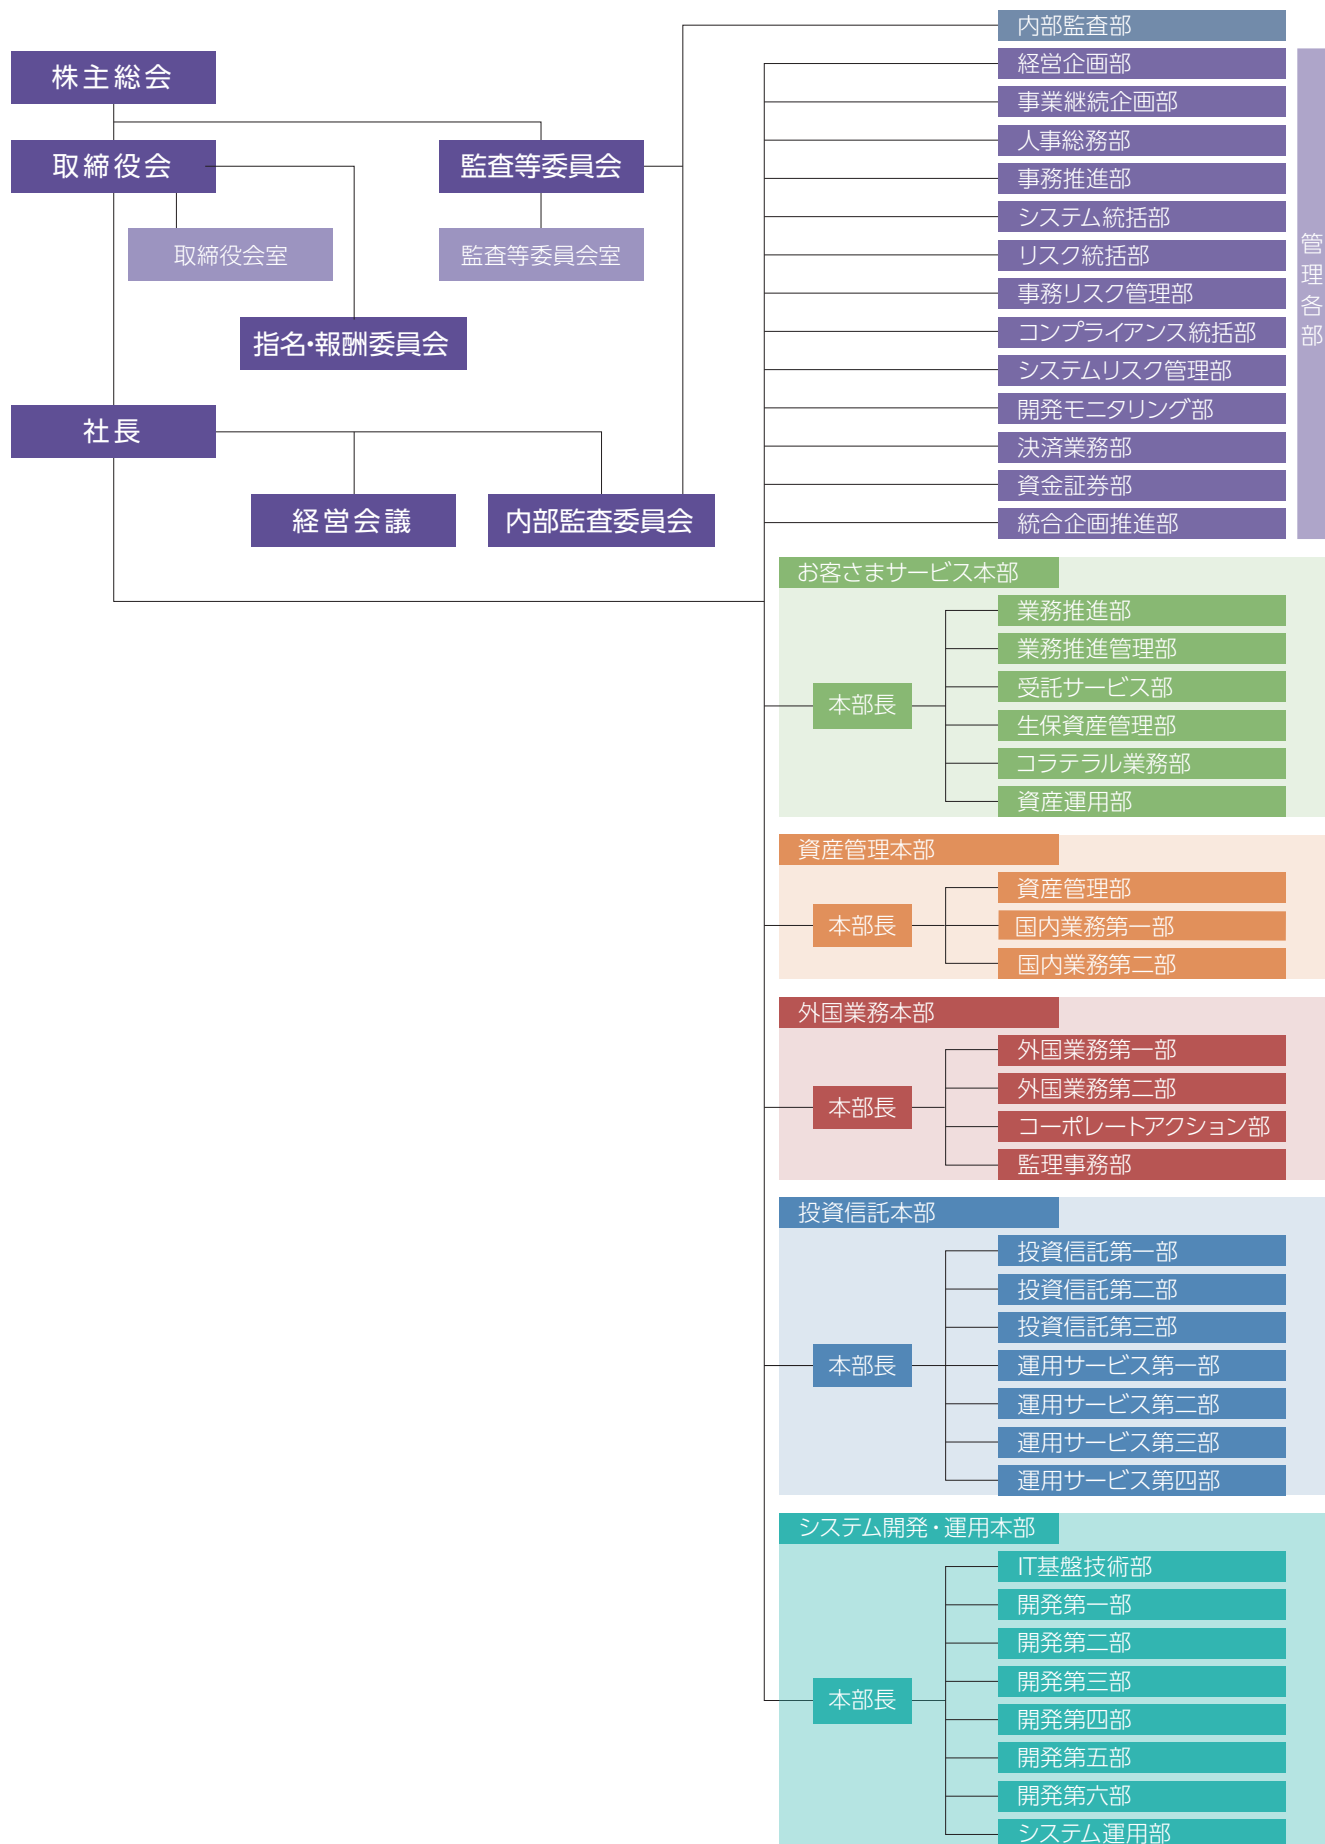 株主総会
取締役会
監査等委員会
取締役会室
監査等委員会室
指名・報酬委員会
社長
経営会議
内部監査委員会
内部監査部
経営企画部
事業継続企画部
人事総務部
事務推進部
システム統括部
リスク統括部
事務リスク管理部
コンプライアンス統括部
システムリスク管理部
開発モニタリング部
決済業務部
資金証券部
統合企画推進部
管理各部
お客さまサービス本部
本部長
業務推進部
業務推進管理部
受託サービス部
生保資産管理部
コラテラル業務部
資産運用部
資産管理本部
本部長
資産管理部
国内業務第一部
国内業務第二部
外国業務本部
本部長
外国業務第一部
外国業務第二部
コーポレートアクション部
監理事務部
投資信託本部
本部長
投資信託第一部
投資信託第二部
投資信託第三部
運用サービス第一部
運用サービス第二部
運用サービス第三部
運用サービス第四部
システム開発・運用本部
本部長
IT基盤技術部
開発第一部
開発第二部
開発第三部
開発第四部
開発第五部
開発第六部
システム運用部